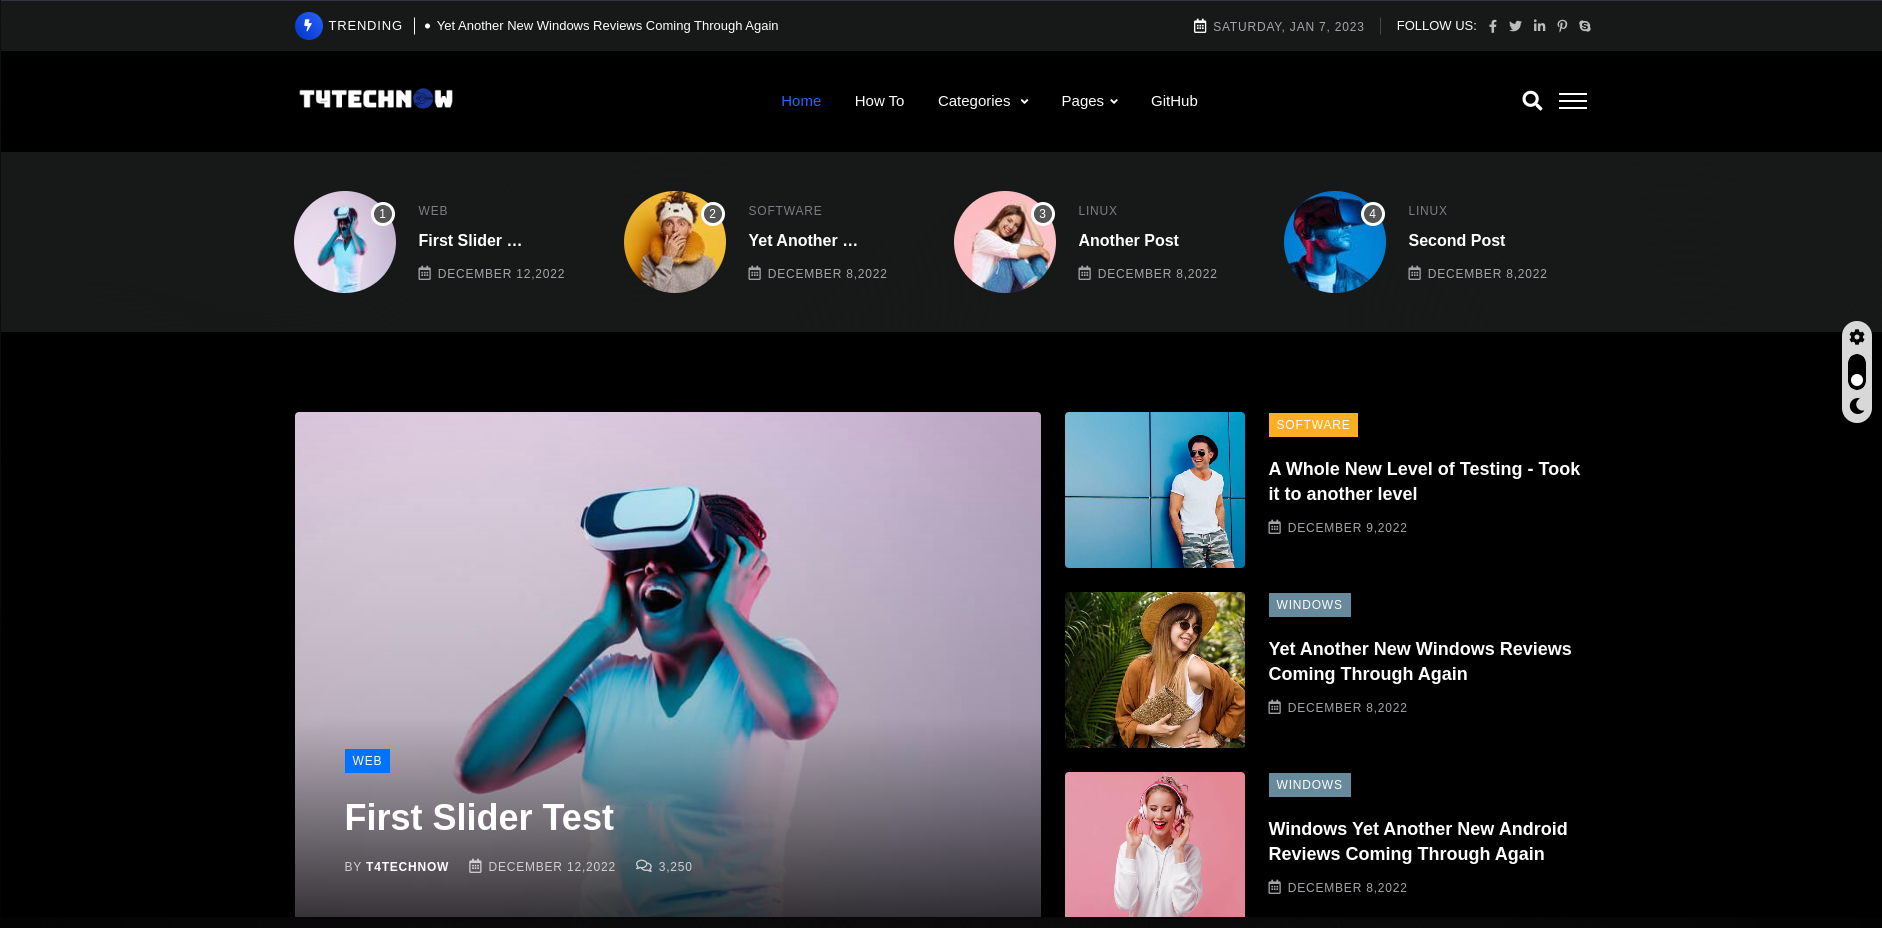 TRENDING
Yet Another New Windows Reviews Coming Through Again
SATURDAY, JAN 7, 2023
FOLLOW US:
T4TECHNOW
Home
How To
Categories
Pages
GitHub
1
WEB
First Slider ...
DECEMBER 12,2022
2
SOFTWARE
Yet Another ...
DECEMBER 8,2022
3
LINUX
Another Post
DECEMBER 8,2022
4
LINUX
Second Post
DECEMBER 8,2022
WEB
First Slider Test
BY T4TECHNOW
DECEMBER 12,2022
3,250
SOFTWARE
A Whole New Level of Testing - Took
it to another level
DECEMBER 9,2022
WINDOWS
Yet Another New Windows Reviews
Coming Through Again
DECEMBER 8,2022
WINDOWS
Windows Yet Another New Android
Reviews Coming Through Again
DECEMBER 8,2022